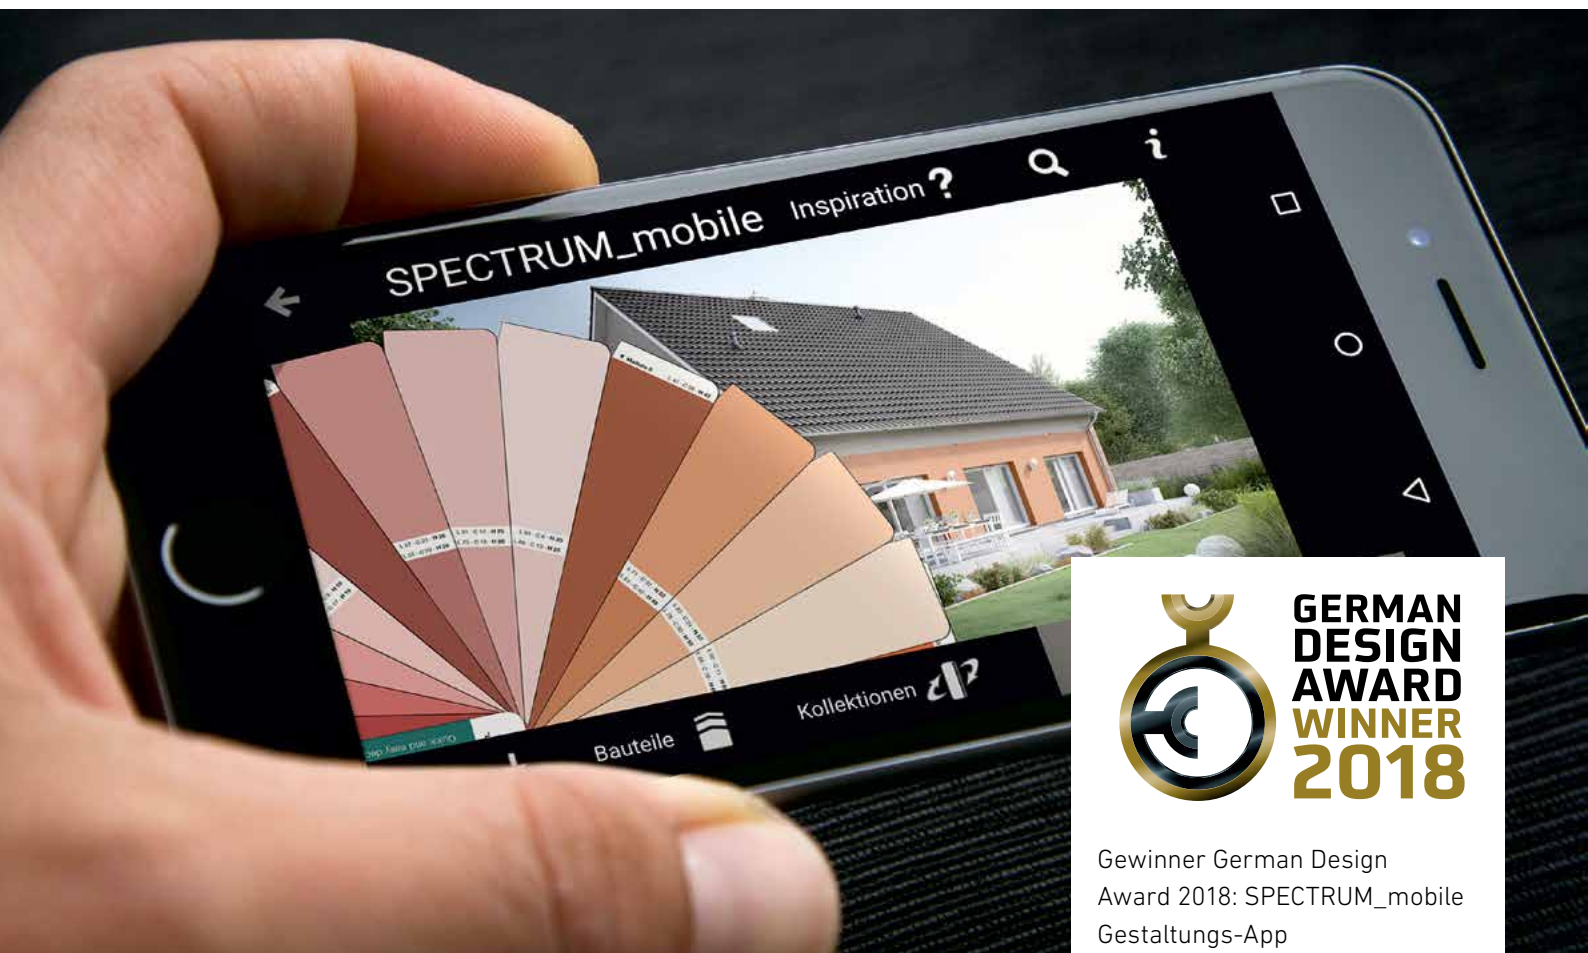 SPECTRUM_mobile
Inspiration ?
i
Bauteile
Kollektionen
GERMAN
DESIGN
AWARD
WINNER
2018
Gewinner German Design
Award 2018: SPECTRUM_mobile
Gestaltungs-App